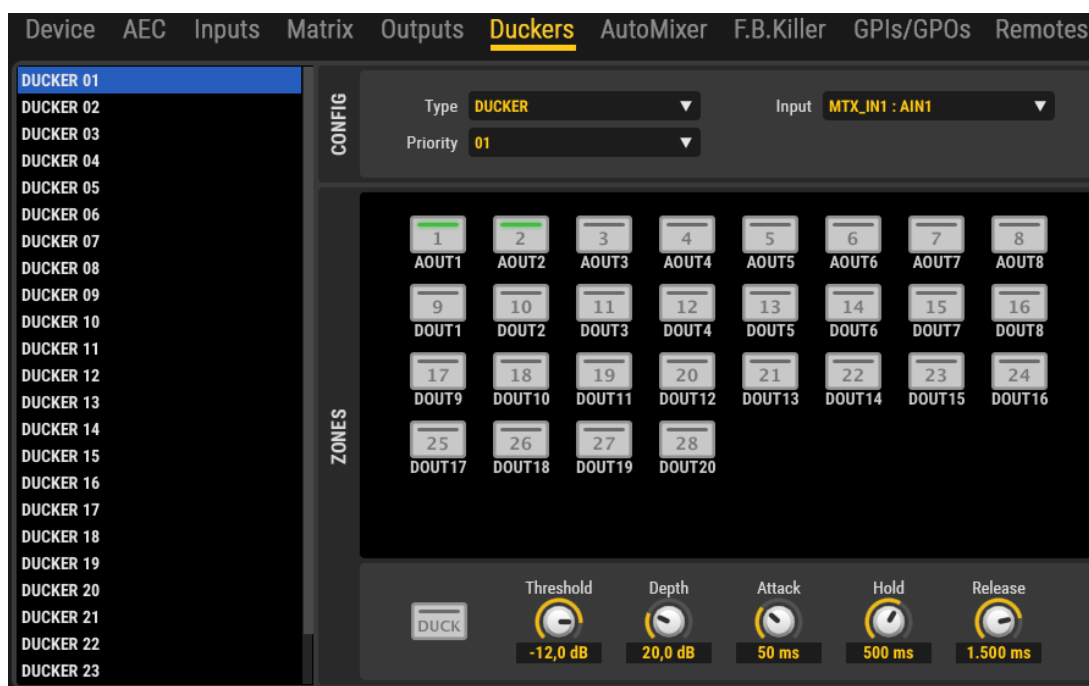 Device AEC Inputs Matrix Outputs Duckers AutoMixer F.B.Killer GPIs/GPOs Remotes
DUCKER 01
DUCKER 02
DUCKER 03
DUCKER 04
DUCKER 05
DUCKER 06
DUCKER 07
DUCKER 08
DUCKER 09
DUCKER 10
DUCKER 11
DUCKER 12
DUCKER 13
DUCKER 14
DUCKER 15
DUCKER 16
DUCKER 17
DUCKER 18
DUCKER 19
DUCKER 20
DUCKER 21
DUCKER 22
DUCKER 23
CONFIG
Type DUCKER Input MTX_IN1 : AIN1
Priority 01
ZONES
1 2 3 4 5 6 7 8
AOUT1 AOUT2 AOUT3 AOUT4 AOUT5 AOUT6 AOUT7 AOUT8
9 10 11 12 13 14 15 16
DOUT1 DOUT2 DOUT3 DOUT4 DOUT5 DOUT6 DOUT7 DOUT8
17 18 19 20 21 22 23 24
DOUT9 DOUT10 DOUT11 DOUT12 DOUT13 DOUT14 DOUT15 DOUT16
25 26 27 28
DOUT17 DOUT18 DOUT19 DOUT20
Threshold Depth Attack Hold Release
DUCK
-12,0 dB 20,0 dB 50 ms 500 ms 1.500 ms